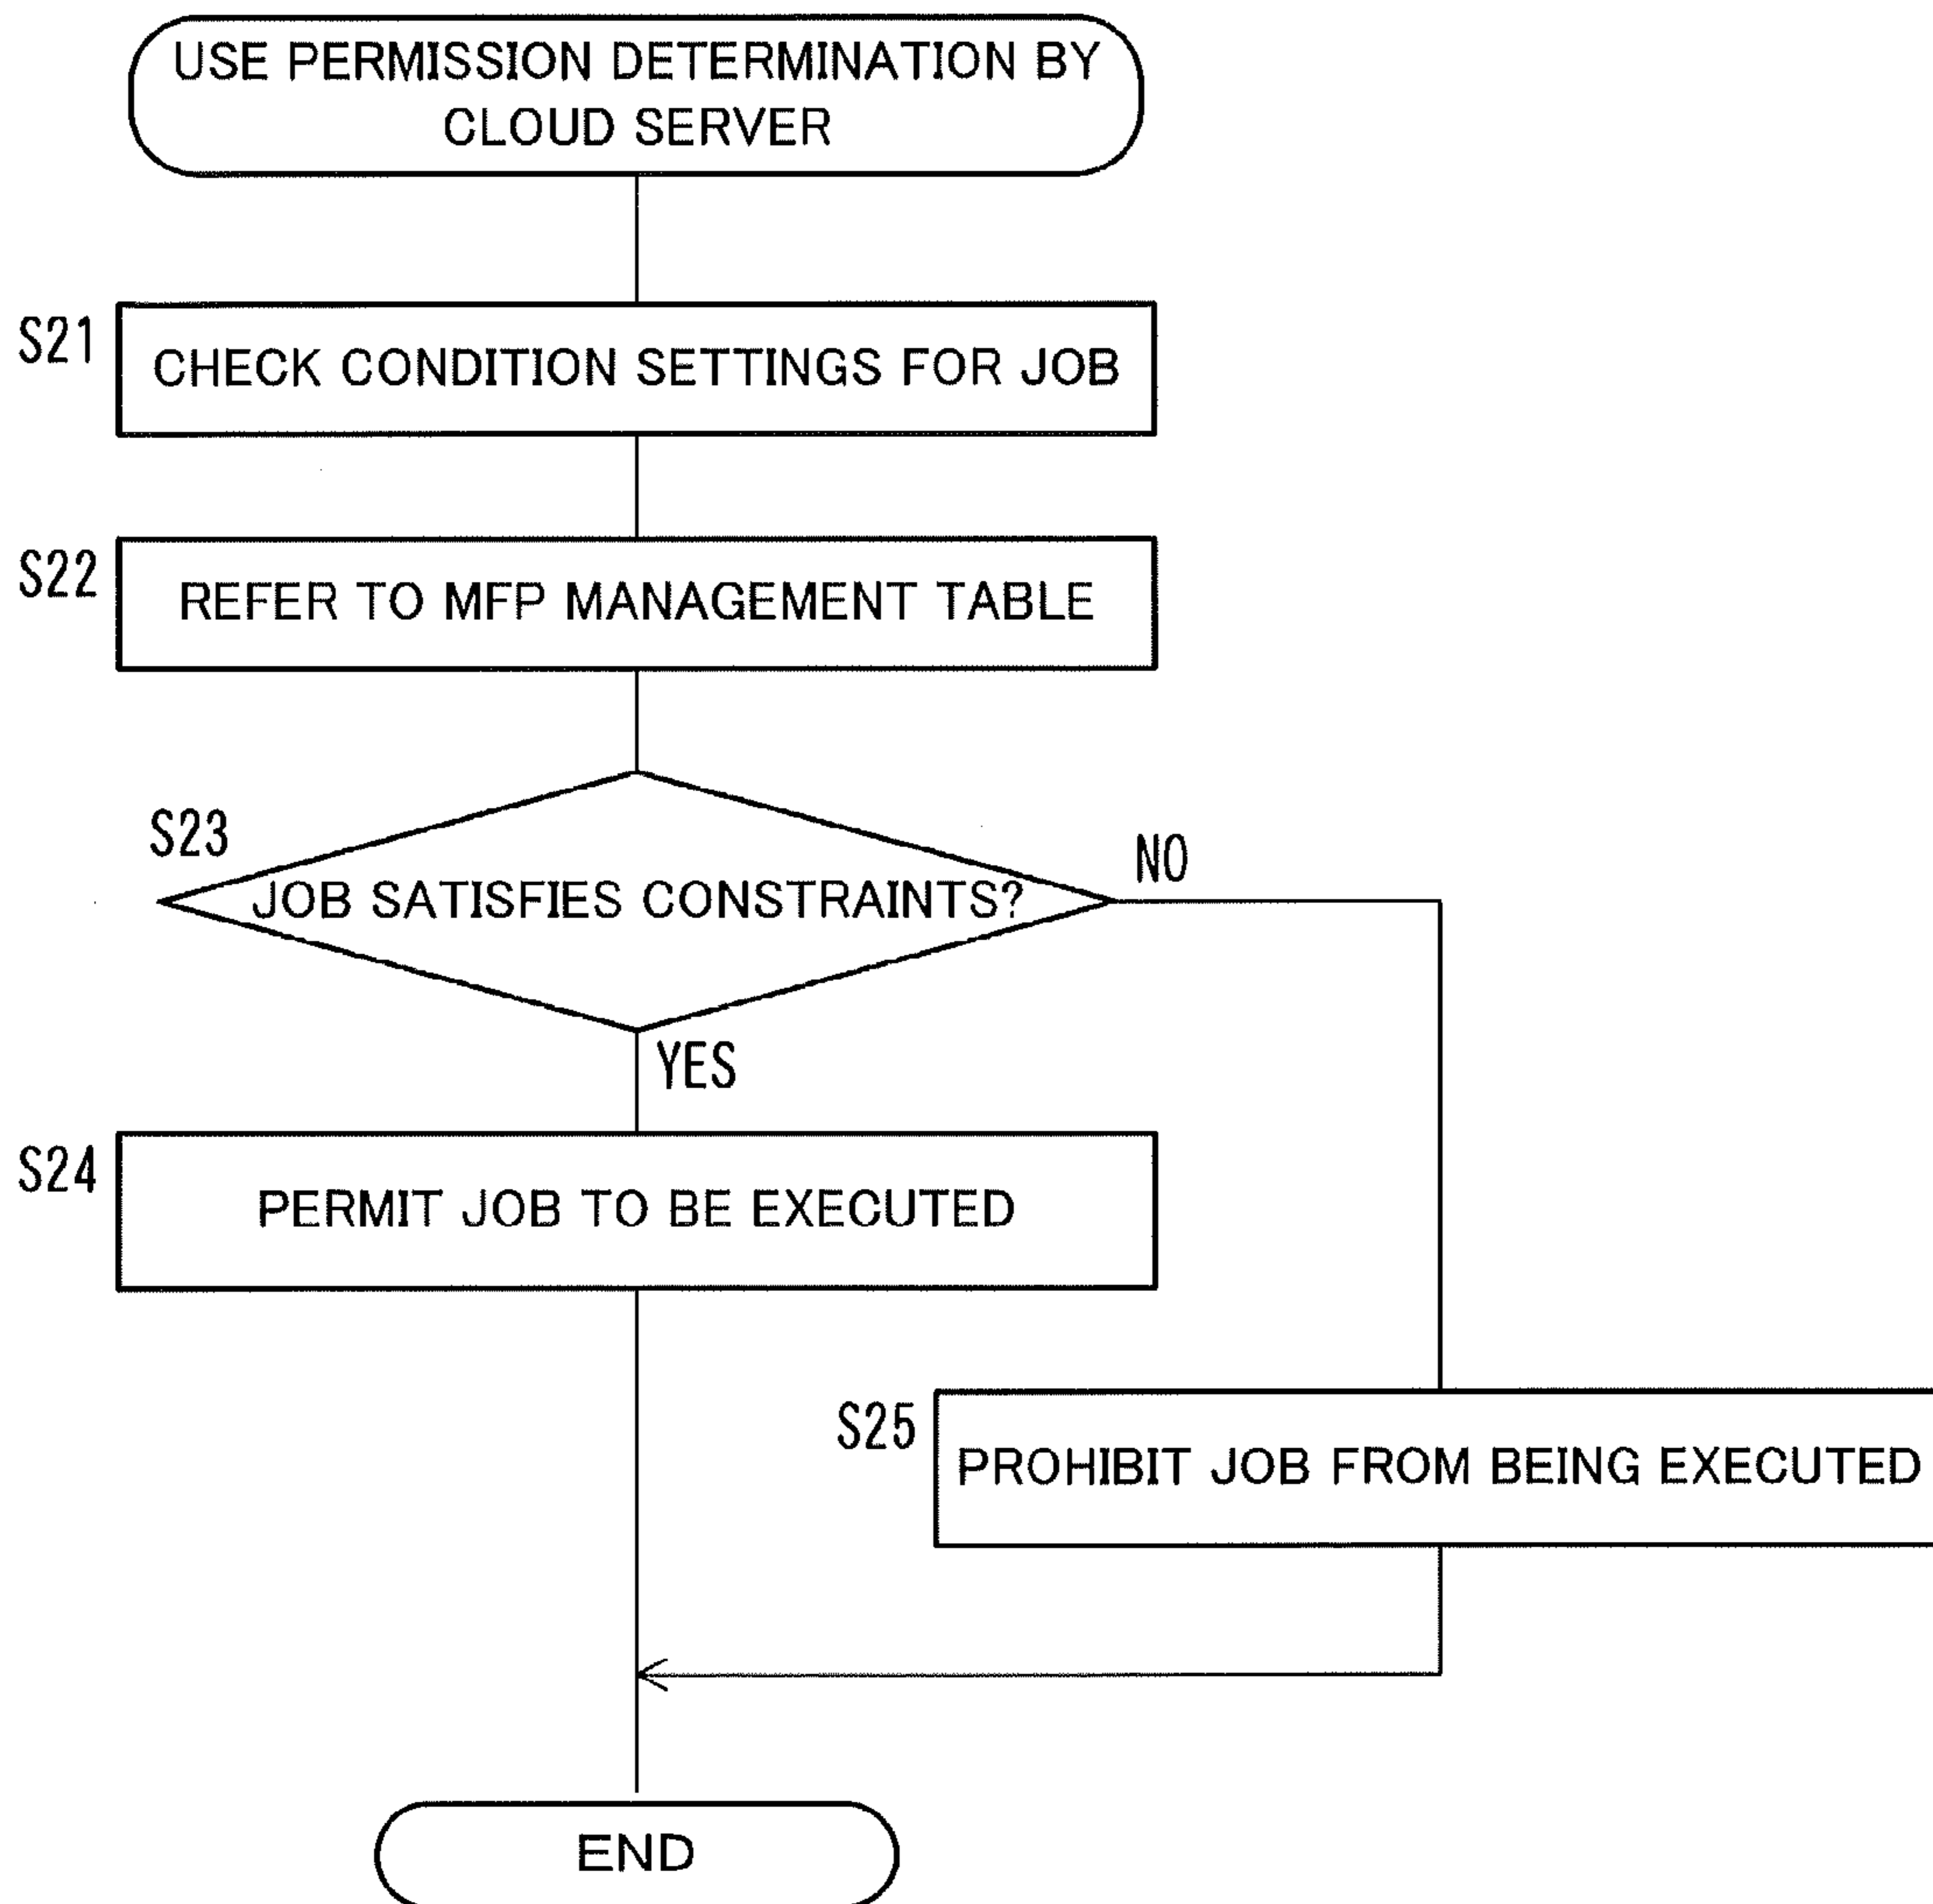 USE PERMISSION DETERMINATION BY
CLOUD SERVER
S21
CHECK CONDITION SETTINGS FOR JOB
S22
REFER TO MFP MANAGEMENT TABLE
S23
JOB SATISFIES CONSTRAINTS?
NO
YES
S24
PERMIT JOB TO BE EXECUTED
S25
PROHIBIT JOB FROM BEING EXECUTED
END